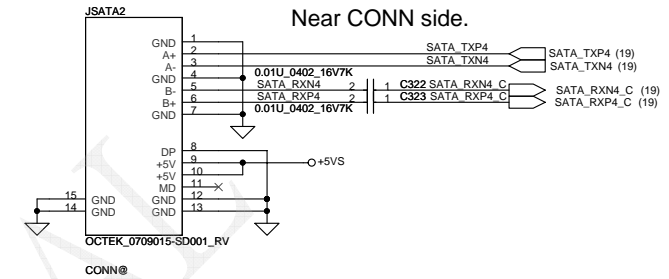 JSATA2
Near CONN side.
GND 1
A+ 2 SATA_TXP4 SATA_TXP4 (19)
A- 3 SATA_TXN4 SATA_TXN4 (19)
GND 4 0.01U_0402_16V7K
B- 5 SATA_RXN4 2 1 C322 SATA_RXN4_C SATA_RXN4_C (19)
B+ 6 SATA_RXP4 2 1 C323 SATA_RXP4_C SATA_RXP4_C (19)
GND 7 0.01U_0402_16V7K
DP 8
+5V 9 +5VS
+5V 10
MD 11
15 GND GND 12
14 GND GND 13
OCTEK_0709015-SD001_RV
CONN@